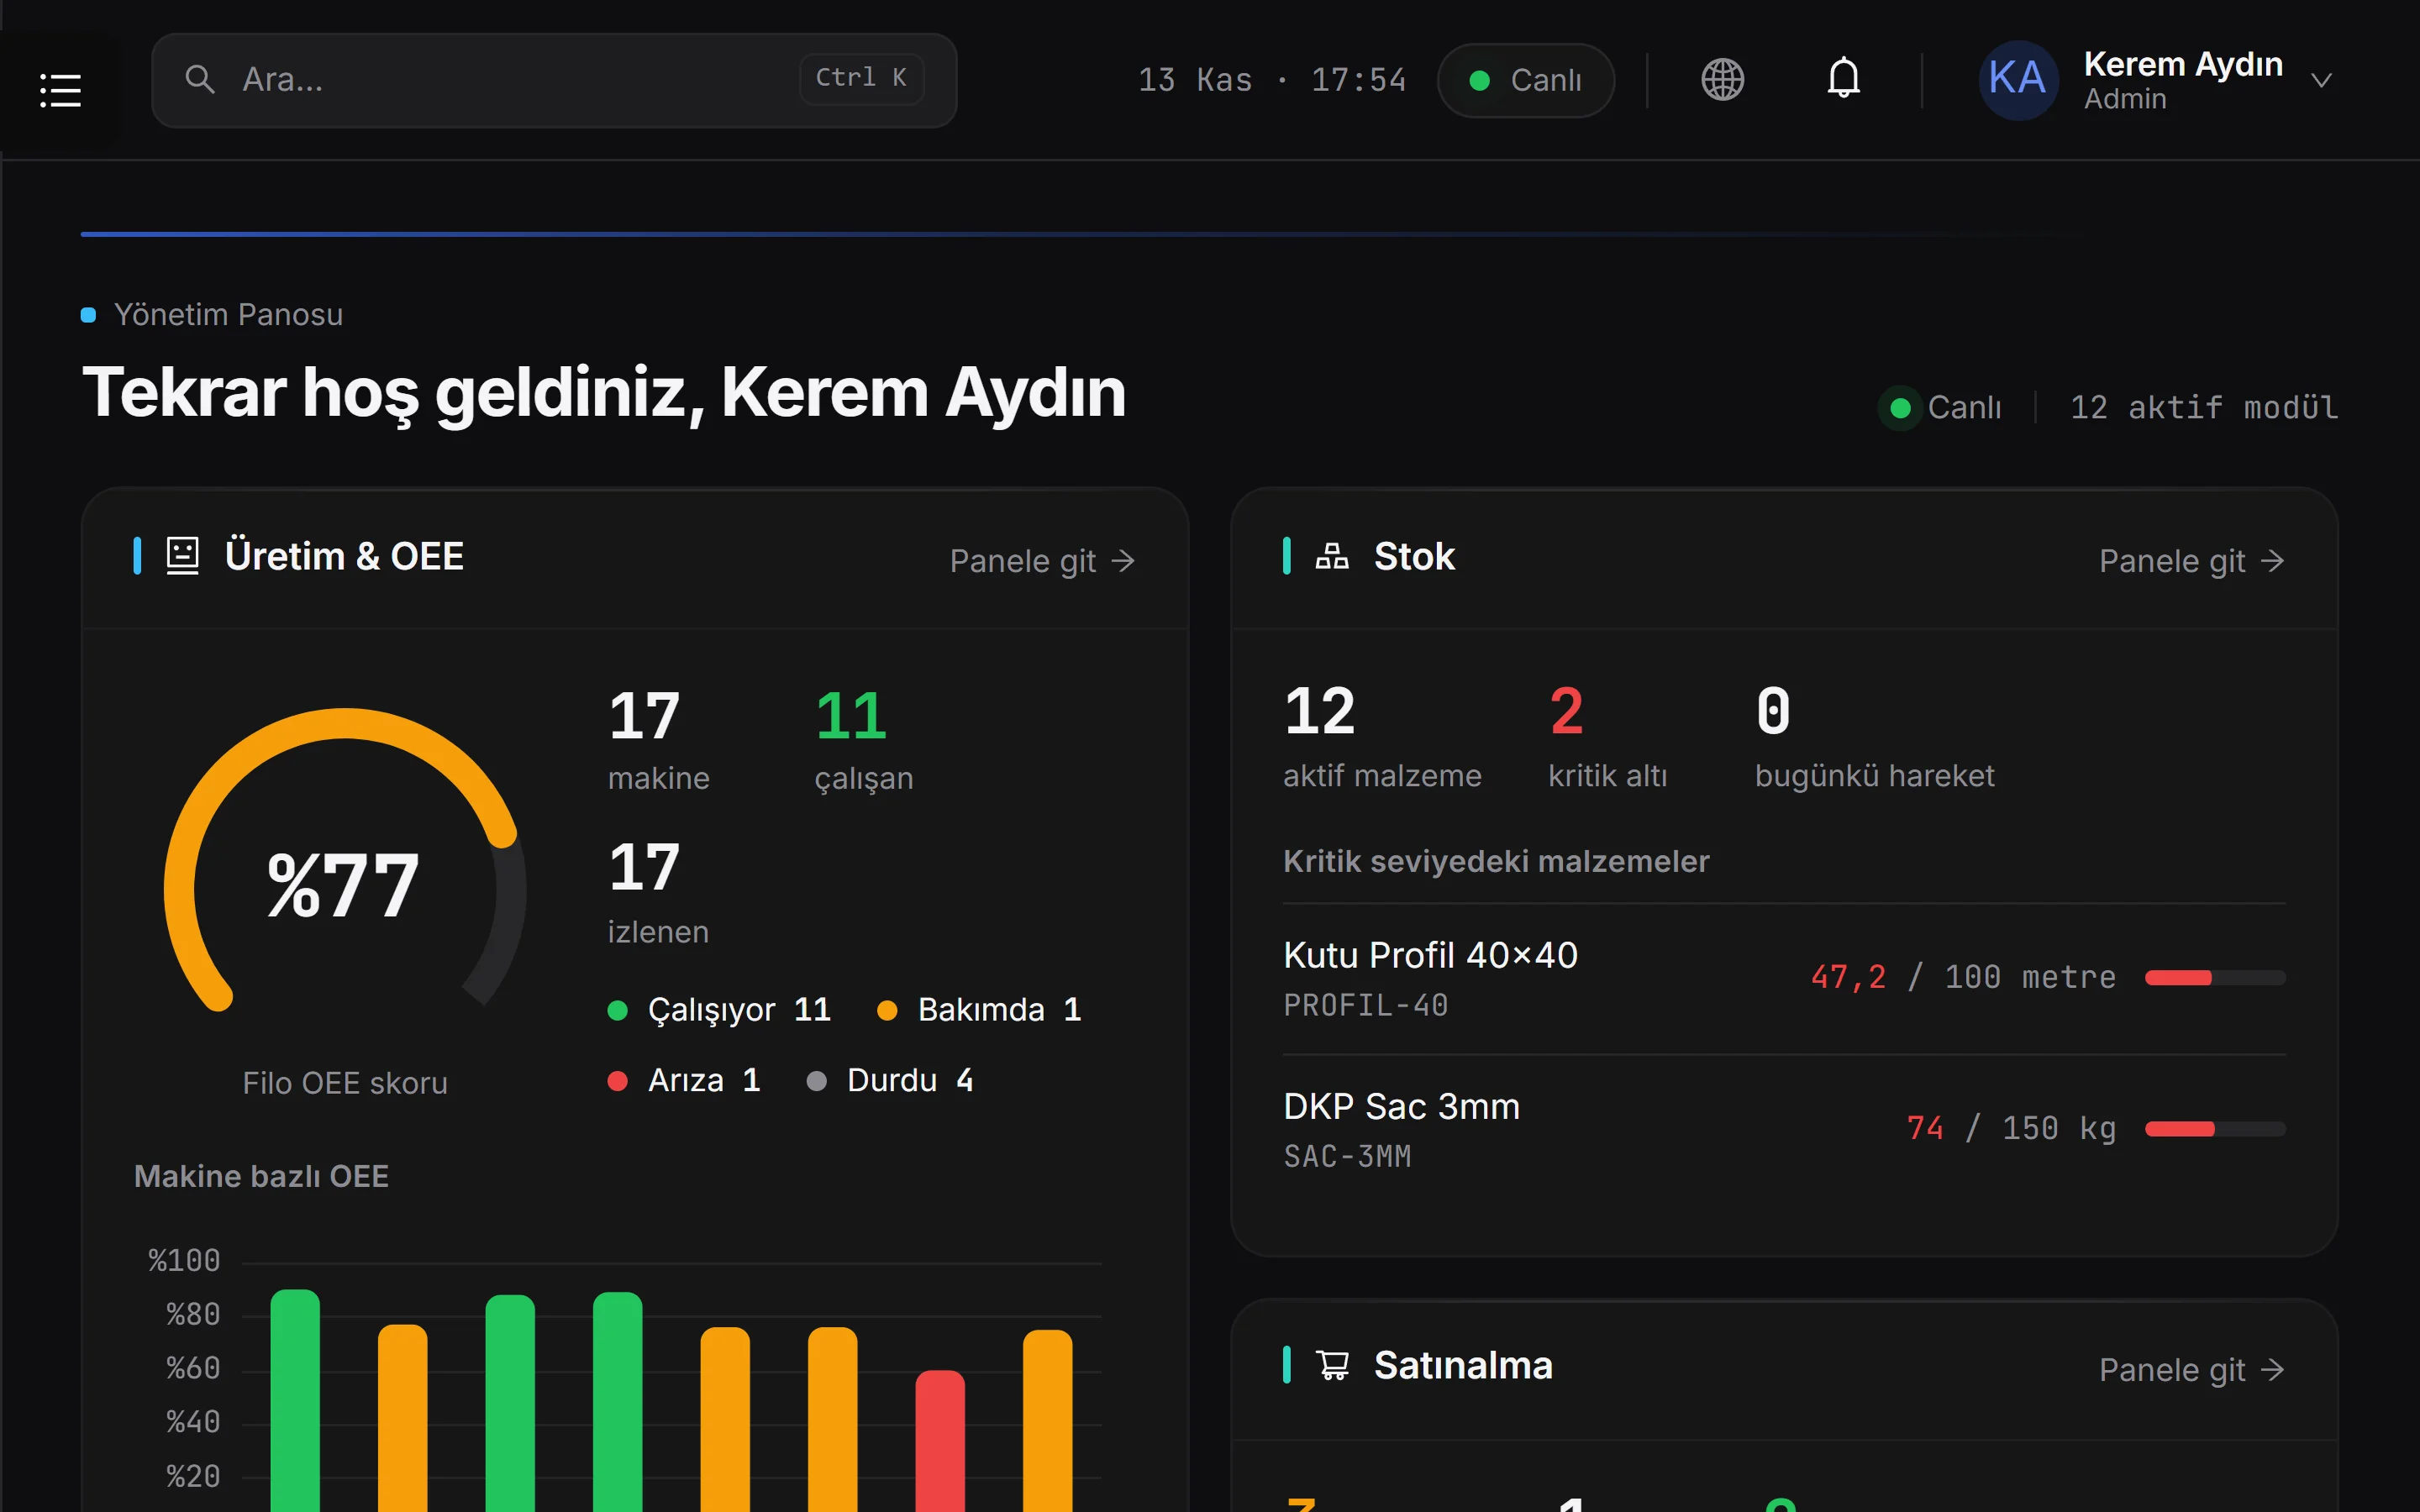 Ara... Ctrl K
13 Kas · 17:54
Canlı
KA
Kerem Aydın
Admin
Yönetim Panosu
Tekrar hoş geldiniz, Kerem Aydın
Canlı
12 aktif modül
Üretim & OEE
Panele git →
%77
Filo OEE skoru
17
makine
11
çalışan
17
izlenen
Çalışıyor 11
Bakımda 1
Arıza 1
Durdu 4
Makine bazlı OEE
%100
%80
%60
%40
%20
Stok
Panele git →
12
aktif malzeme
2
kritik altı
0
bugünkü hareket
Kritik seviyedeki malzemeler
Kutu Profil 40×40
PROFIL-40
47,2 / 100 metre
DKP Sac 3mm
SAC-3MM
74 / 150 kg
Satınalma
Panele git →